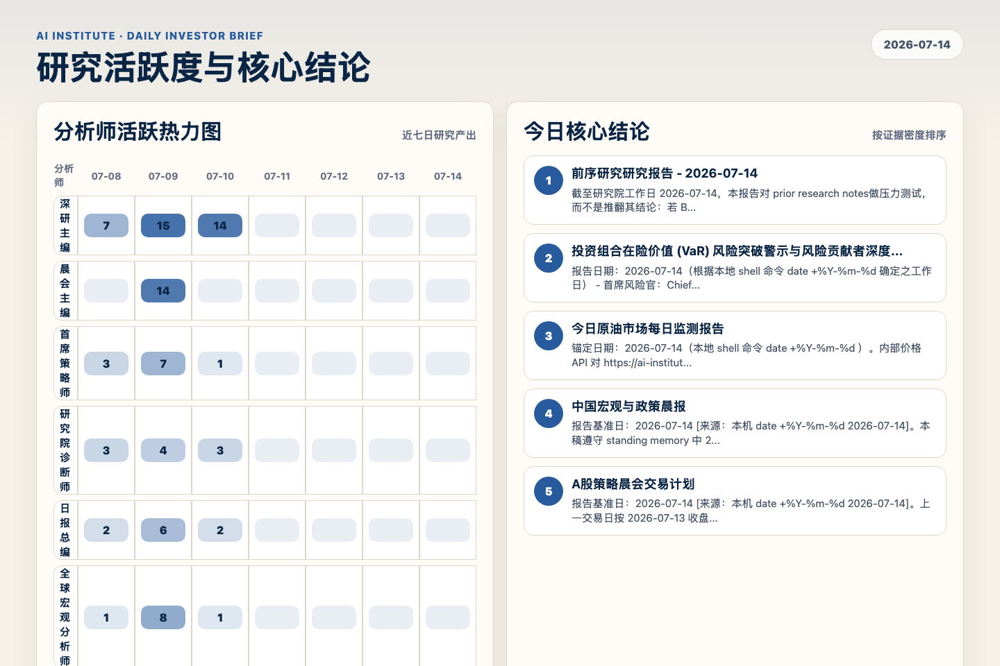 AI INSTITUTE · DAILY INVESTOR BRIEF
研究活跃度与核心结论
2026-07-14
分析师活跃热力图
近七日研究产出
分析
师
07-08 07-09 07-10 07-11 07-12 07-13 07-14
深
研
主
编
7 15 14
晨
会
主
编
14
首
席
策
略
师
3 7 1
研
究
院
诊
断
师
3 4 3
日
报
总
编
2 6 2
全
球
宏
观
分
析
师
1 8 1
今日核心结论
按证据密度排序
1
前序研究研究报告 - 2026-07-14
截至研究院工作日 2026-07-14，本报告对 prior research notes做压力测试，
而不是推翻其结论：若 B...
2
投资组合在险价值 (VaR) 风险突破警示与风险贡献者深度...
报告日期：2026-07-14（根据本地 shell 命令 date +%Y-%m-%d 确定之工作
日） - 首席风险官：Chief...
3
今日原油市场每日监测报告
锚定日期：2026-07-14（本地 shell 命令 date +%Y-%m-%d ）。内部价格
API 对 https://ai-institut...
4
中国宏观与政策晨报
报告基准日：2026-07-14 [来源：本机 date +%Y-%m-%d 2026-07-14]。本
稿遵守 standing memory 中 2...
5
A股策略晨会交易计划
报告基准日：2026-07-14 [来源：本机 date +%Y-%m-%d 2026-07-14]。上
一交易日按 2026-07-13 收盘...